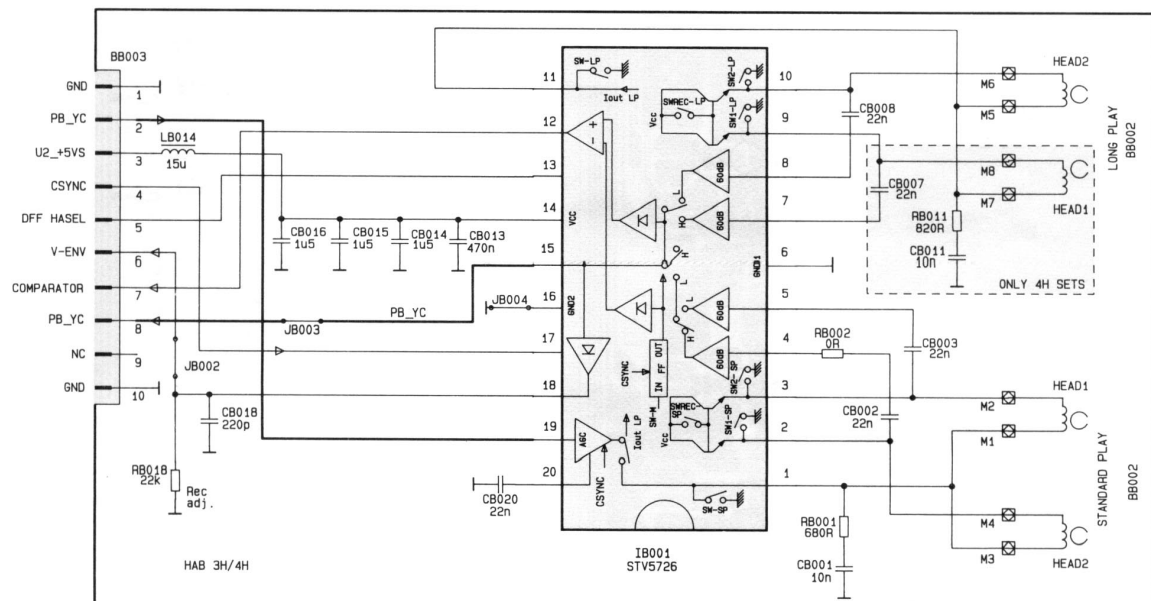 BB003
GND
1
PB_YC
2
U2_+5VS
3
LB014
15u
CSYNC
4
DFF HASEL
5
V-ENV
6
COMPARATOR
7
PB_YC
8
NC
9
GND
10
JB003
JB002
PB_YC
JB004
CB016
1u5
CB015
1u5
CB014
1u5
CB013
470n
CB018
220p
RB018
22k
Rec
adj.
CB020
22n
HAB 3H/4H
11
12
13
14
15
16
17
18
19
20
VCC
GND2
SW-LP
Iout LP
Vcc
SWREC-LP
SW2-LP
SW1-LP
60dB
60dB
L
H
H
L
H
60dB
60dB
CSYNC
IN FF OUT
SW-M
SWREC-
SP
Vcc
SW2-SP
SW1-SP
AGC
CSYNC
Iout LP
SW-SP
GND1
10
9
8
7
6
5
4
3
2
1
IB001
STV5726
CB008
22n
CB007
22n
RB011
820R
CB011
10n
ONLY 4H SETS
RB002
0R
CB003
22n
CB002
22n
RB001
680R
CB001
10n
M6
M5
HEAD2
M8
M7
HEAD1
LONG PLAY
BB002
M2
M1
HEAD1
M4
M3
HEAD2
STANDARD PLAY
BB002